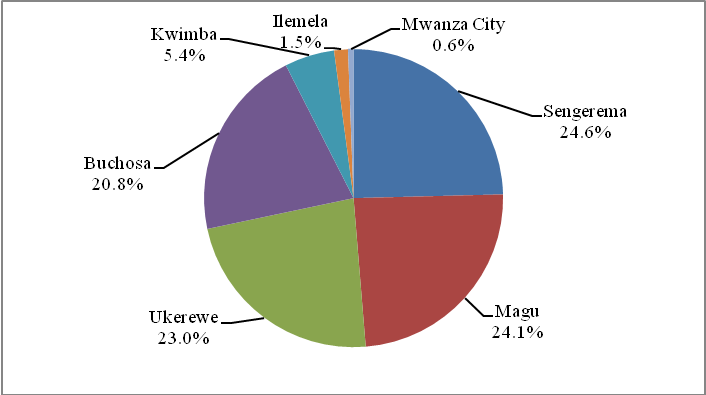 Ilemela
1.5%
Mwanza City
0.6%
Kwimba
5.4%
Sengerema
24.6%
Buchosa
20.8%
Ukerewe
23.0%
Magu
24.1%